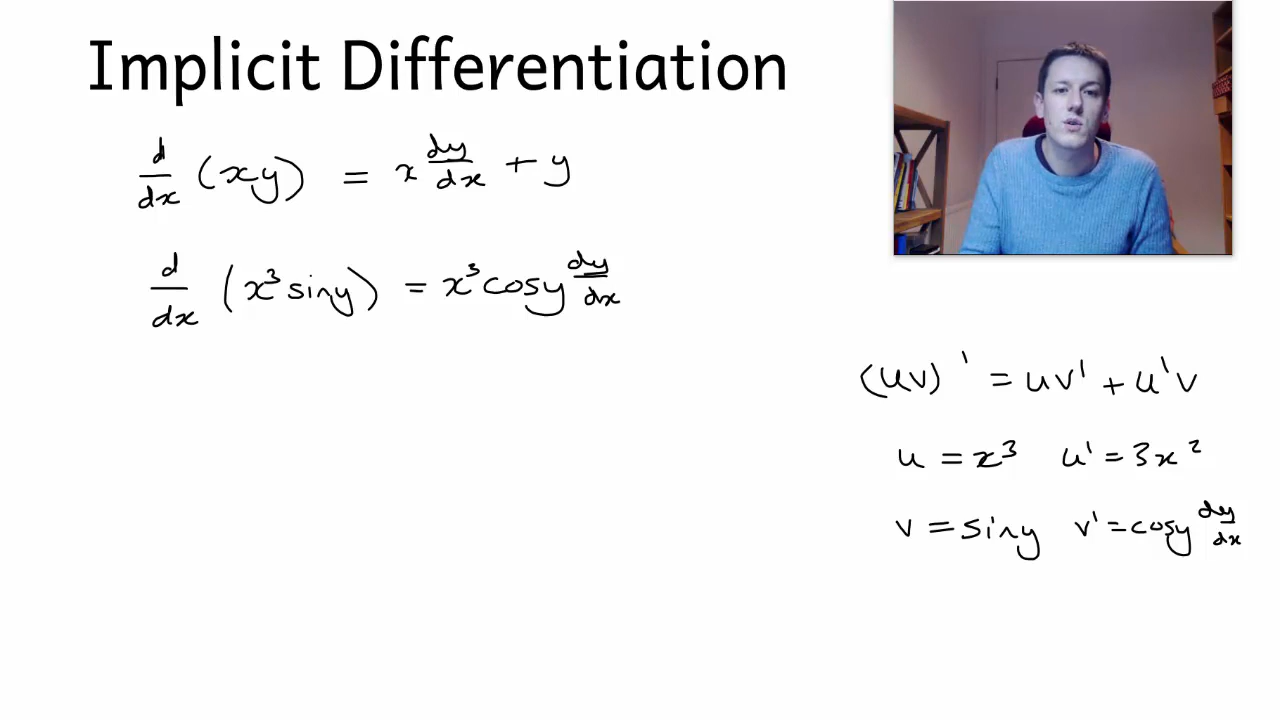 Implicit Differentiation
d/dx (xy) = x dy/dx + y
d/dx (x³ siny) = x³ cosy dy/dx
(uv)' = uv' + u'v
u = x³ u' = 3x²
v = siny v' = cosy dy/dx